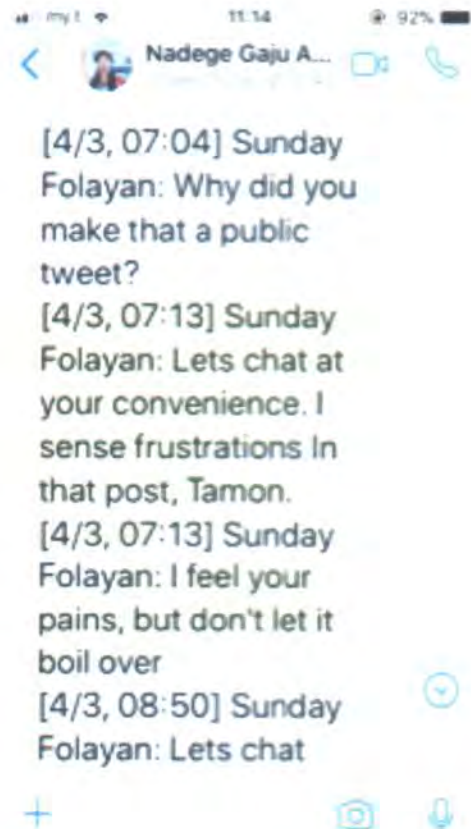 my.t
11:14
92%
Nadege Gaju A...
[4/3, 07:04] Sunday
Folayan: Why did you
make that a public
tweet?
[4/3, 07:13] Sunday
Folayan: Lets chat at
your convenience. I
sense frustrations In
that post, Tamon.
[4/3, 07:13] Sunday
Folayan: I feel your
pains, but don't let it
boil over
[4/3, 08:50] Sunday
Folayan: Lets chat